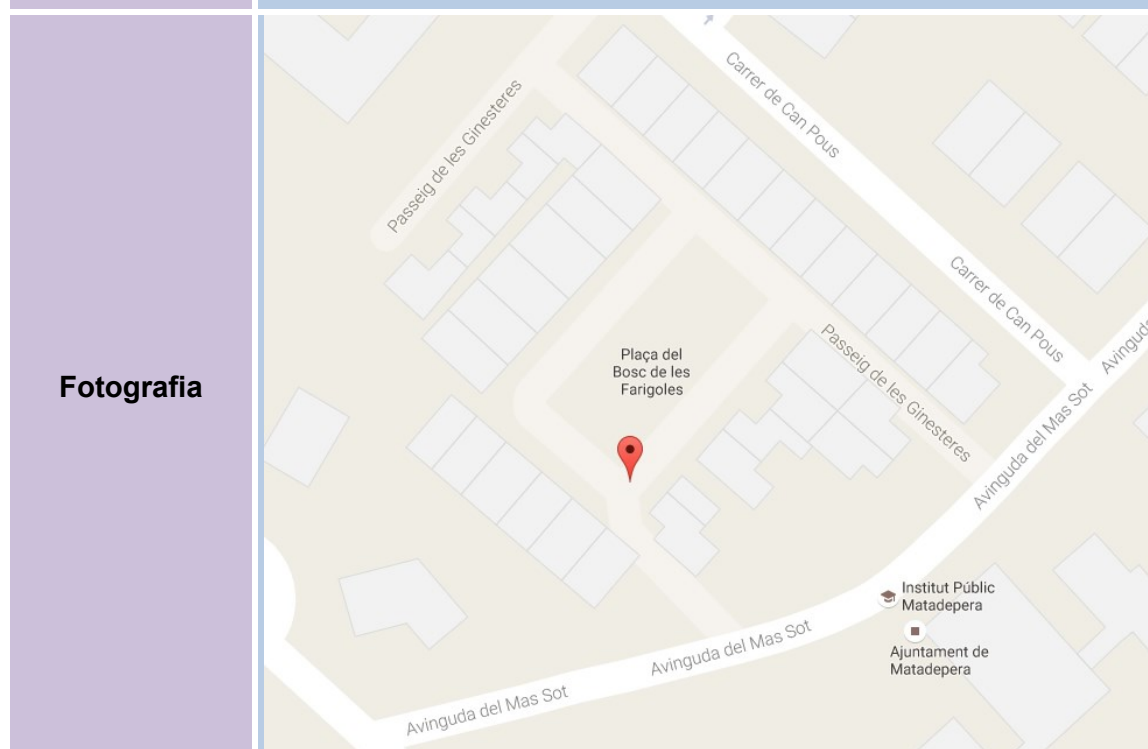 Fotografia
Carrer de Can Pous
Passeig de les Ginesteres
Carrer de Can Pous
Plaça del
Bosc de les
Farigoles
Passeig de les Ginesteres
Avinguda
Avinguda del Mas Sot
Institut Públic
Matadepera
Ajuntament de
Matadepera
Avinguda del Mas Sot
Avinguda del Mas Sot